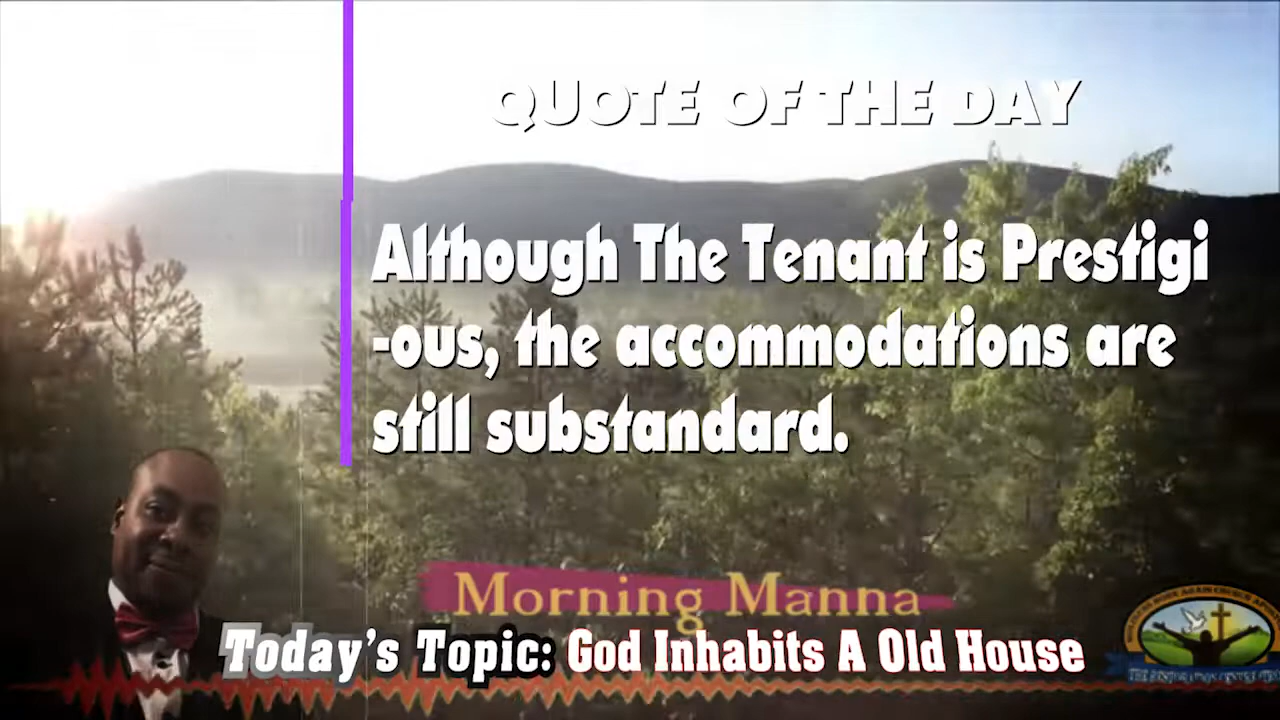 QUOTE OF THE DAY
Although The Tenant is Prestigi
-ous, the accommodations are
still substandard.
Morning Manna
Today's Topic: God Inhabits A Old House